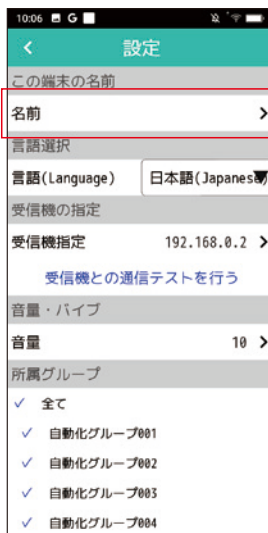 10:06 G
設定
この端末の名前
名前
言語選択
言語(Language) 日本語(Japanes
受信機の指定
受信機指定 192.168.0.2
受信機との通信テストを行う
音量・バイブ
音量 10
所属グループ
全て
自動化グループ001
自動化グループ002
自動化グループ003
自動化グループ004